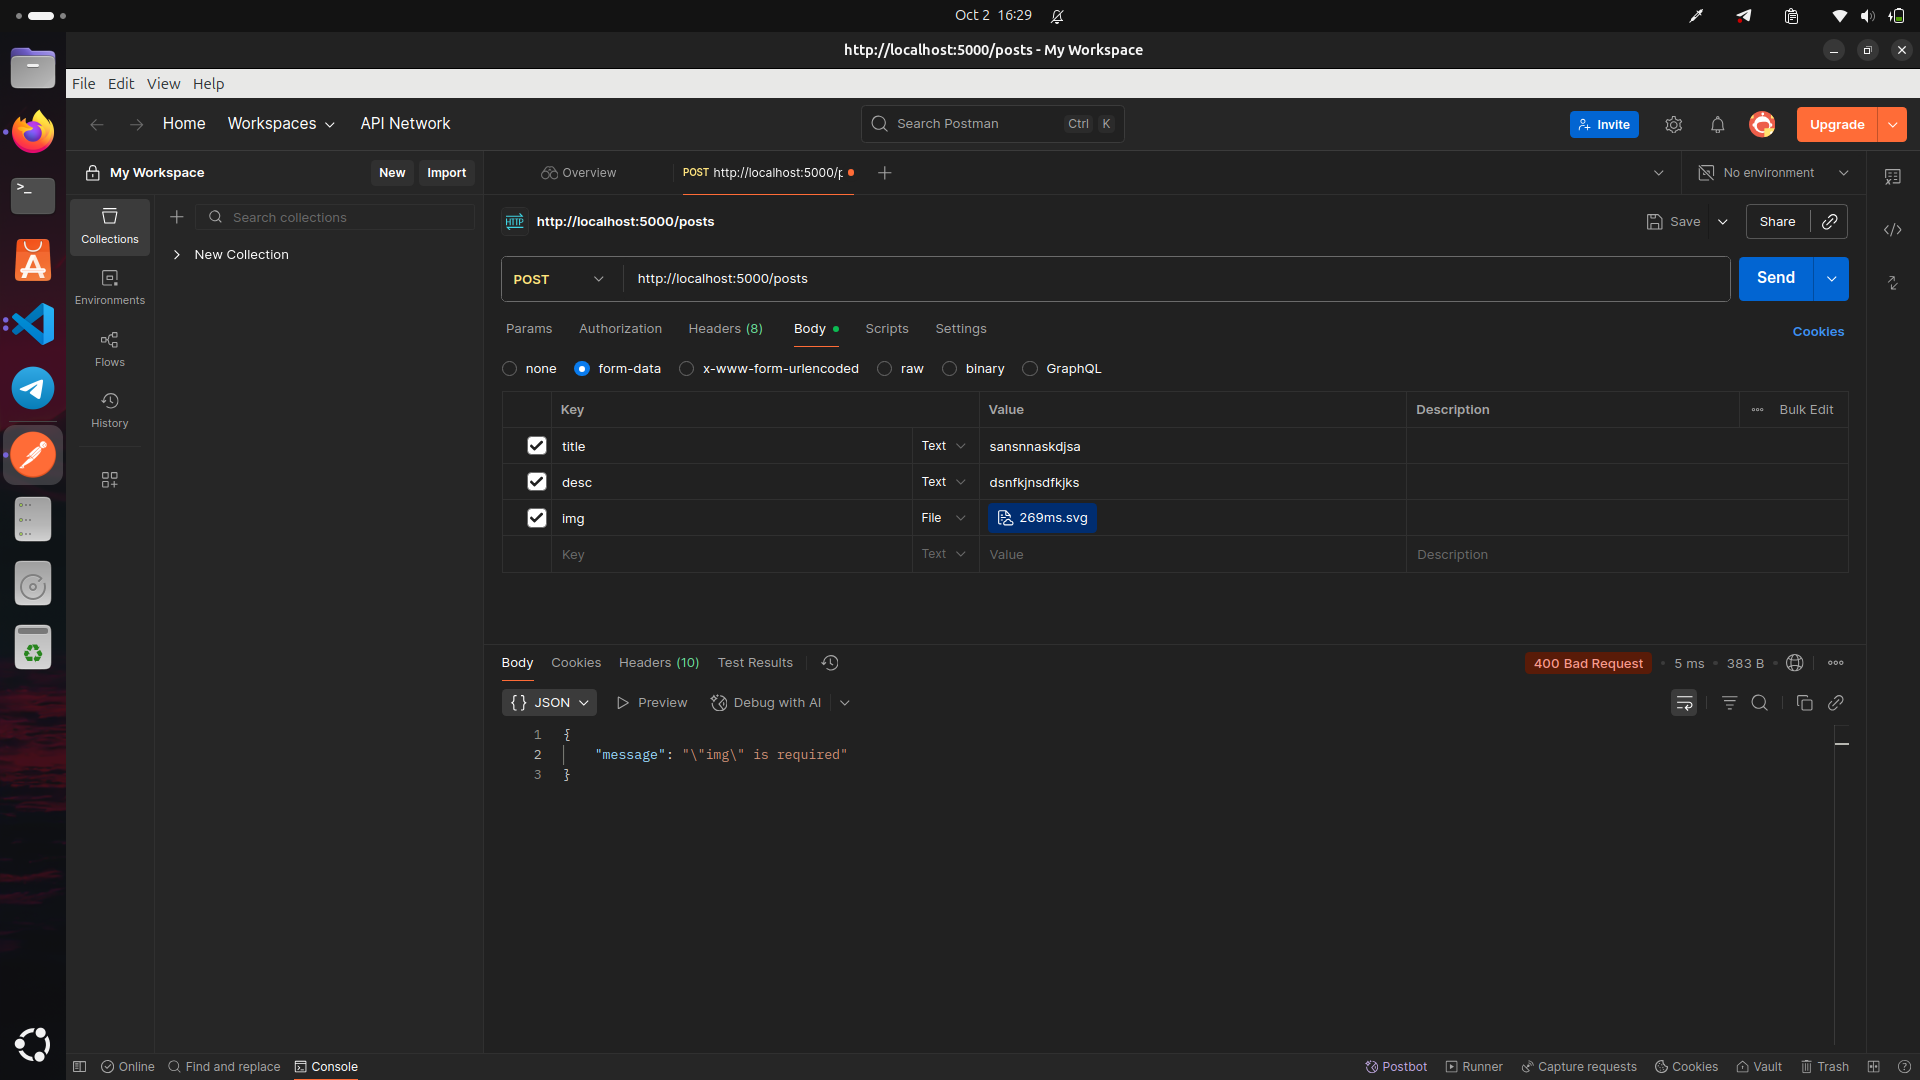 Oct 2 16:29
http://localhost:5000/posts - My Workspace
File Edit View Help
Home Workspaces API Network Search Postman Ctrl K Invite Upgrade
My Workspace New Import Overview POST http://localhost:5000/p No environment
Collections Search collections http://localhost:5000/posts Save Share
New Collection
POST http://localhost:5000/posts Send
Environments
Params Authorization Headers (8) Body Scripts Settings Cookies
Flows
none form-data x-www-form-urlencoded raw binary GraphQL
Key Value Description Bulk Edit
History
title Text sansnnaskdjsa
desc Text dsnfkjnsdfkjks
img File 269ms.svg
Key Text Value Description
Body Cookies Headers (10) Test Results 400 Bad Request 5 ms 383 B
{} JSON Preview Debug with AI
1 {
2 "message": "\"img\" is required"
3 }
Online Find and replace Console Postbot Runner Capture requests Cookies Vault Trash